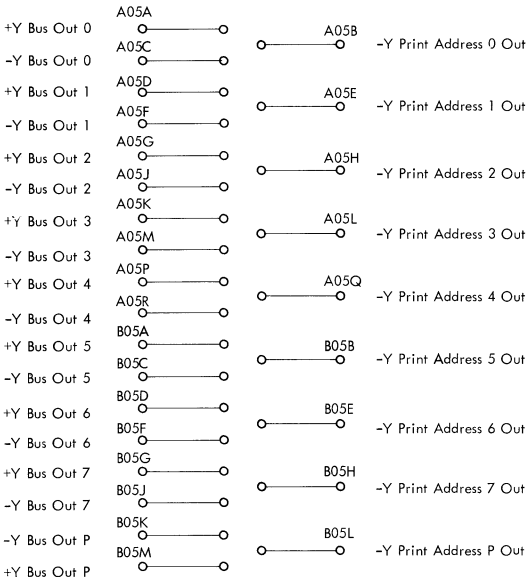 A05A
+Y Bus Out 0
A05B
-Y Print Address 0 Out
A05C
-Y Bus Out 0
A05D
+Y Bus Out 1
A05E
-Y Print Address 1 Out
A05F
-Y Bus Out 1
A05G
+Y Bus Out 2
A05H
-Y Print Address 2 Out
A05J
-Y Bus Out 2
A05K
+Y Bus Out 3
A05L
-Y Print Address 3 Out
A05M
-Y Bus Out 3
A05P
+Y Bus Out 4
A05Q
-Y Print Address 4 Out
A05R
-Y Bus Out 4
B05A
+Y Bus Out 5
B05B
-Y Print Address 5 Out
B05C
-Y Bus Out 5
B05D
+Y Bus Out 6
B05E
-Y Print Address 6 Out
B05F
-Y Bus Out 6
B05G
+Y Bus Out 7
B05H
-Y Print Address 7 Out
B05J
-Y Bus Out 7
B05K
-Y Bus Out P
B05L
-Y Print Address P Out
B05M
+Y Bus Out P